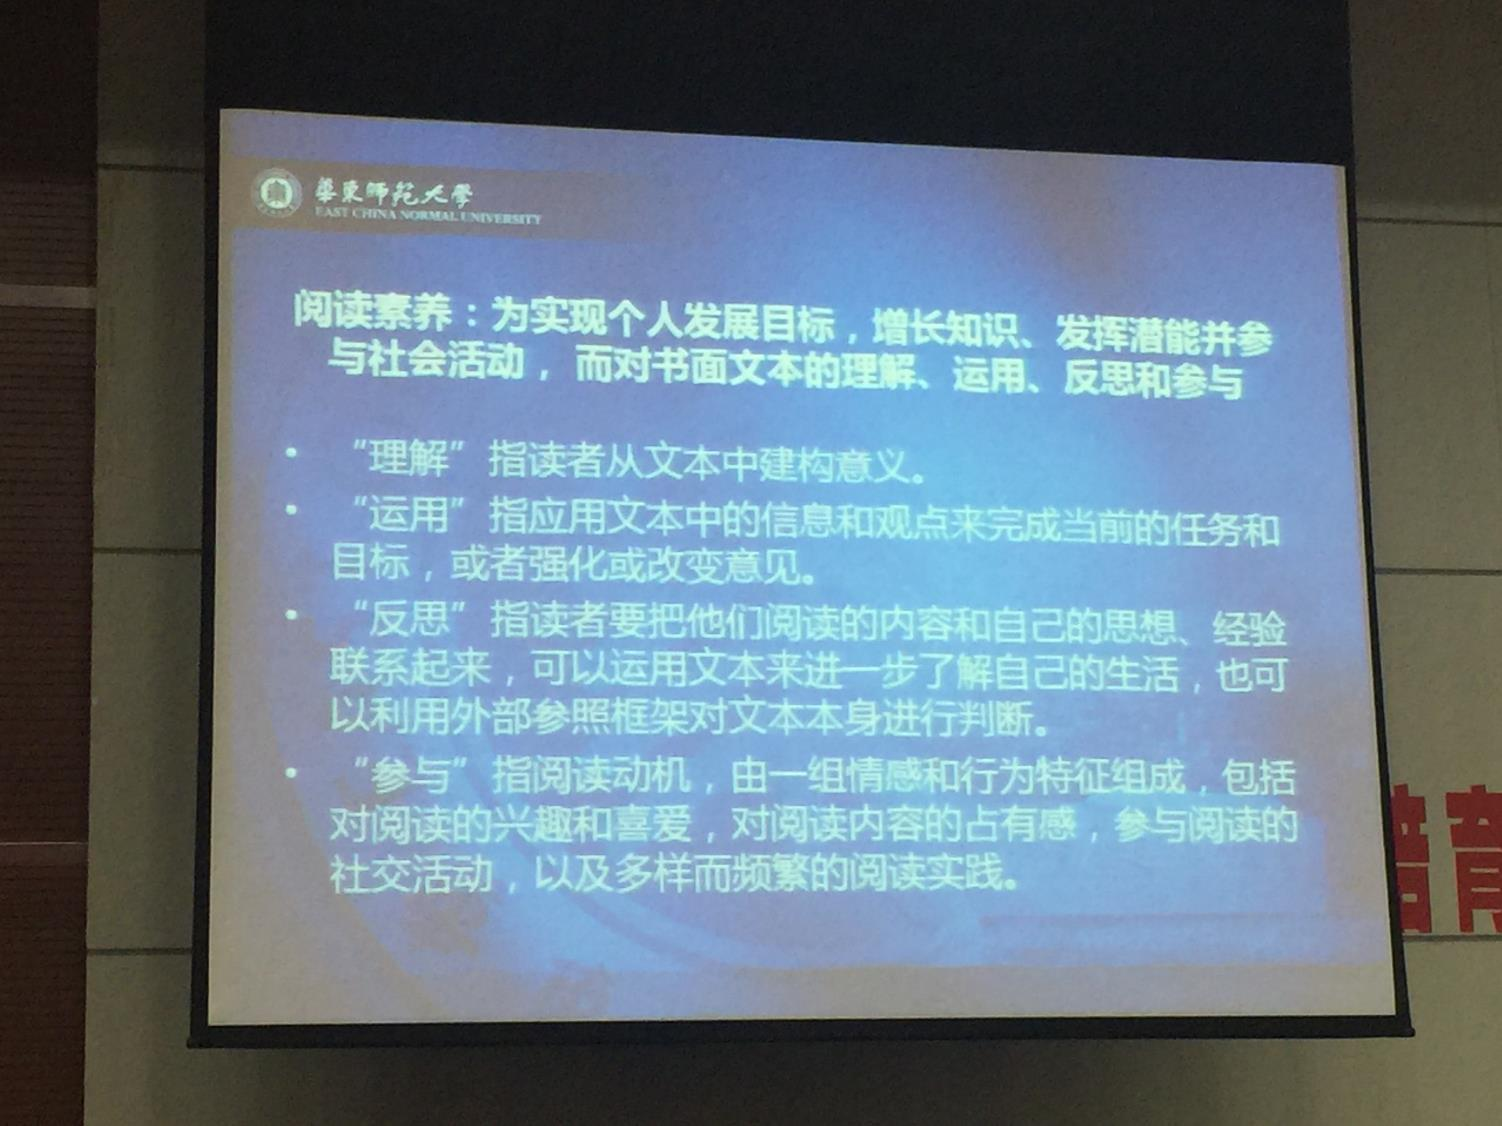 華東師范大學
EAST CHINA NORMAL UNIVERSITY
阅读素养：为实现个人发展目标，增长知识、发挥潜能并参
与社会活动，而对书面文本的理解、运用、反思和参与
• “理解”指读者从文本中建构意义。
• “运用”指应用文本中的信息和观点来完成当前的任务和
目标，或者强化或改变意见。
• “反思”指读者要把他们阅读的内容和自己的思想、经验
联系起来，可以运用文本来进一步了解自己的生活，也可
以利用外部参照框架对文本本身进行判断。
• “参与”指阅读动机，由一组情感和行为特征组成，包括
对阅读的兴趣和喜爱，对阅读内容的占有感，参与阅读的
社交活动，以及多样而频繁的阅读实践。
育